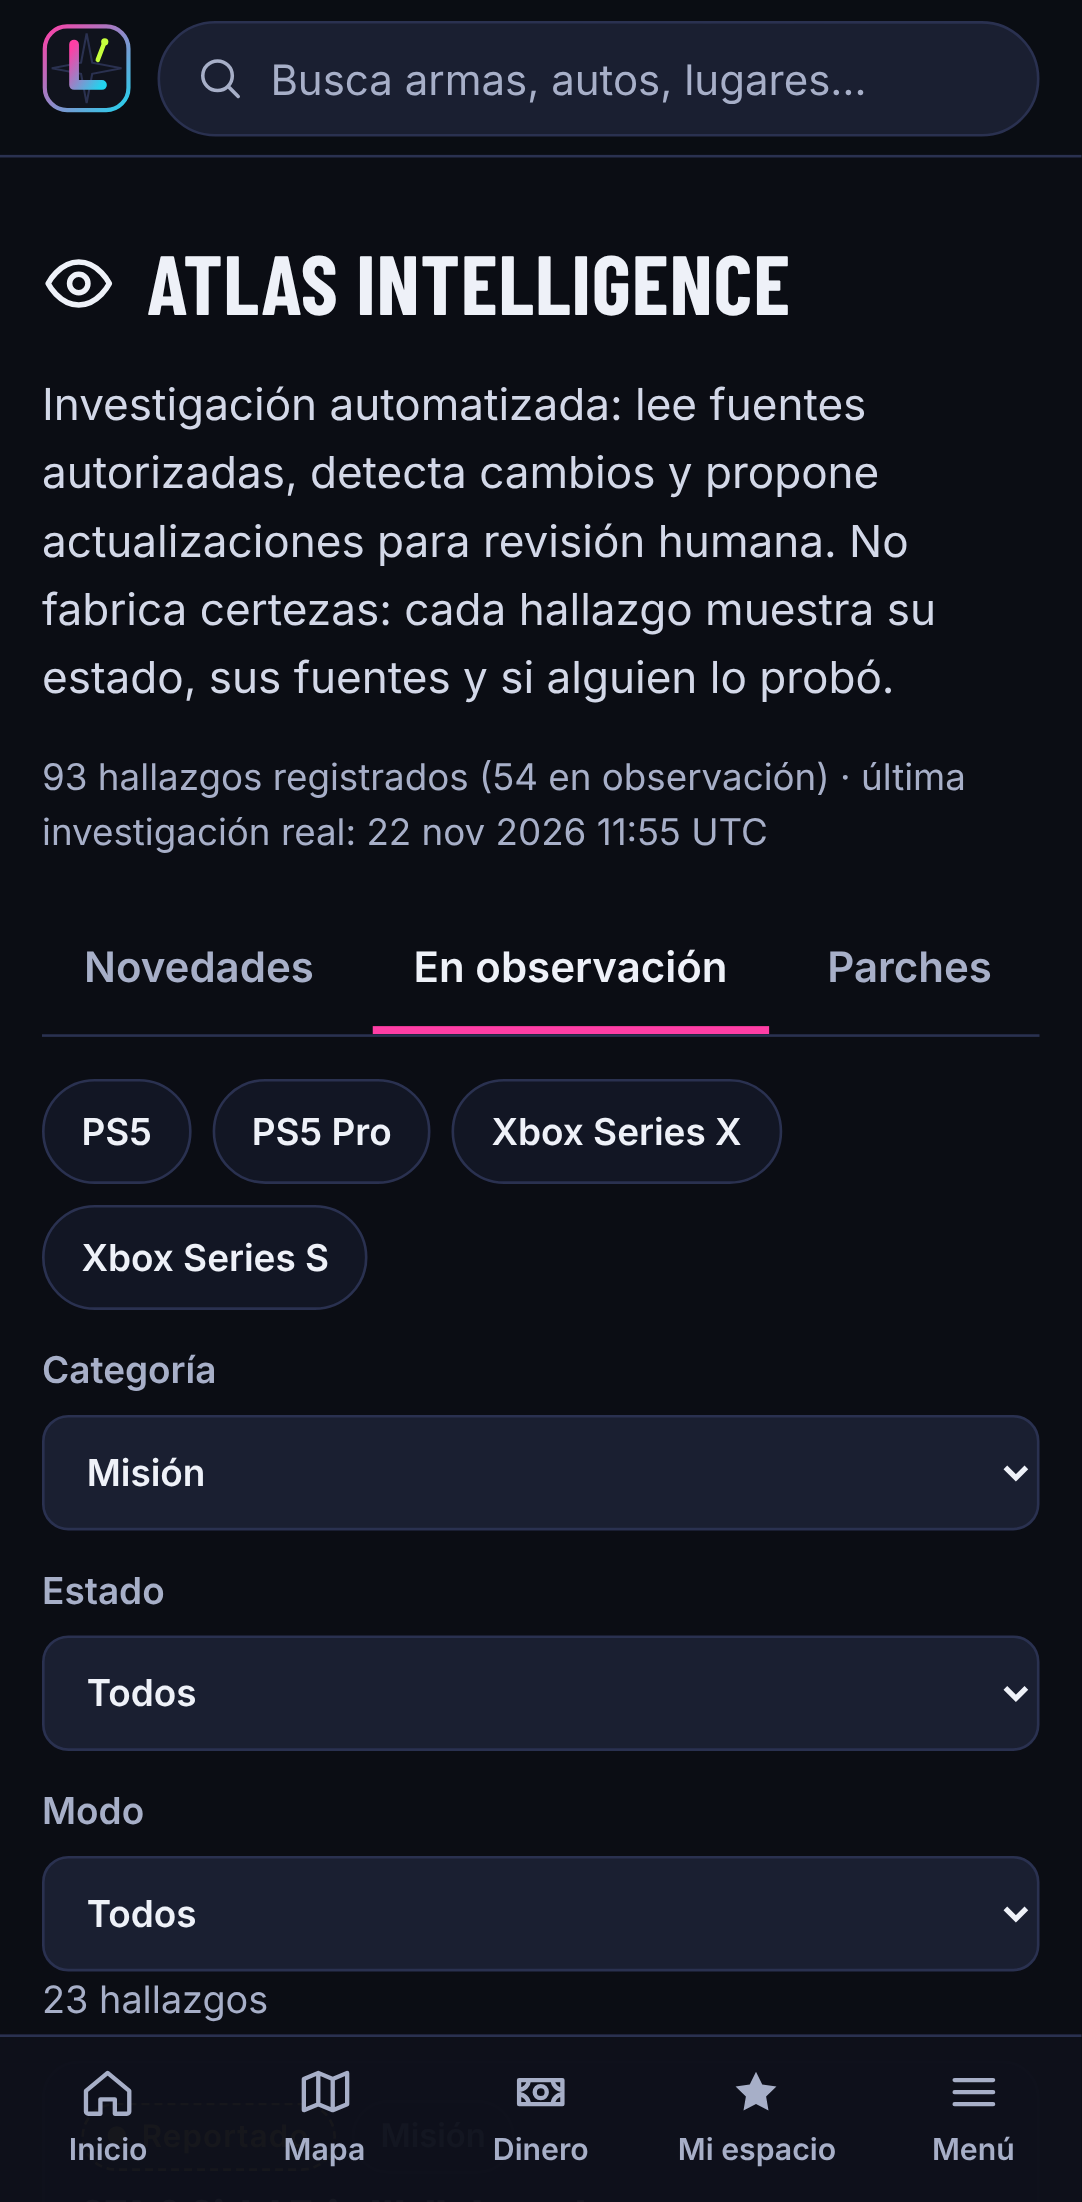 Busca armas, autos, lugares...
ATLAS INTELLIGENCE
Investigación automatizada: lee fuentes
autorizadas, detecta cambios y propone
actualizaciones para revisión humana. No
fabrica certezas: cada hallazgo muestra su
estado, sus fuentes y si alguien lo probó.
93 hallazgos registrados (54 en observación) · última
investigación real: 22 nov 2026 11:55 UTC
Novedades En observación Parches
PS5 PS5 Pro Xbox Series X
Xbox Series S
Categoría
Misión
Estado
Todos
Modo
Todos
23 hallazgos
Reportado Misión
Inicio Mapa Dinero Mi espacio Menú